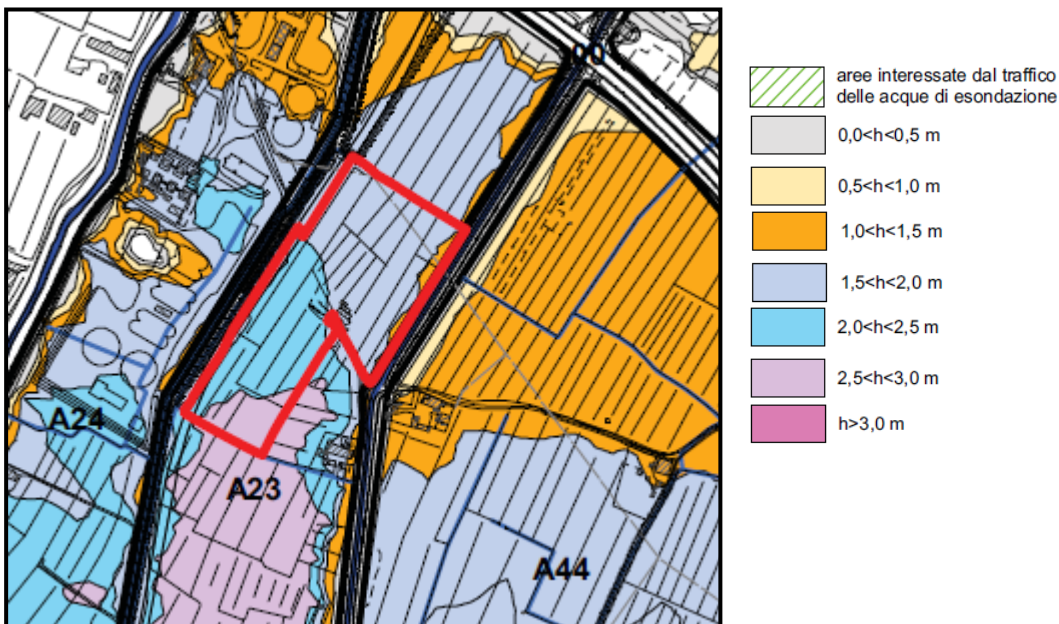 00
A24
A23
A44
aree interessate dal traffico
delle acque di esondazione
0,0<h<0,5 m
0,5<h<1,0 m
1,0<h<1,5 m
1,5<h<2,0 m
2,0<h<2,5 m
2,5<h<3,0 m
h>3,0 m